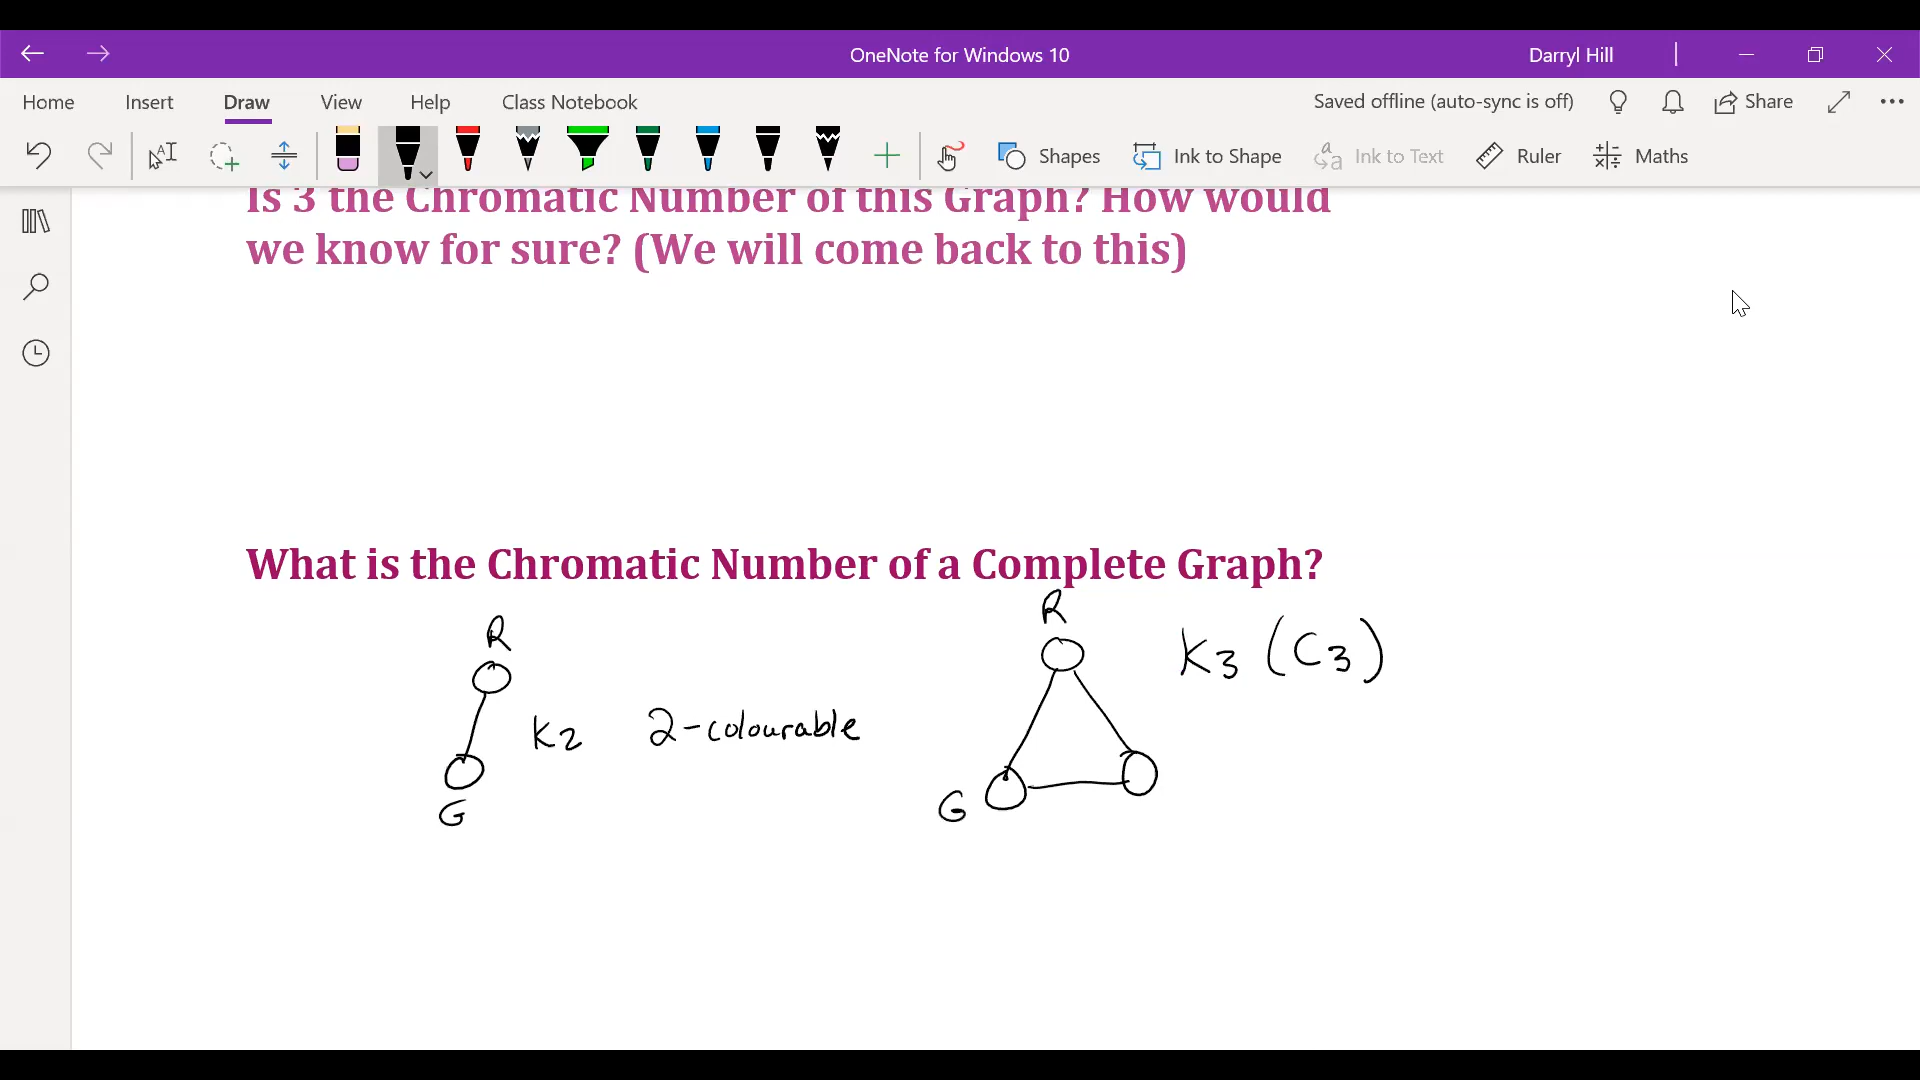 OneNote for Windows 10
Darryl Hill
Home Insert Draw View Help Class Notebook
Saved offline (auto-sync is off) Share
Shapes Ink to Shape Ink to Text Ruler Maths
Is 3 the Chromatic Number of this Graph? How would
we know for sure? (We will come back to this)
What is the Chromatic Number of a Complete Graph?
R
R
K3 (C3)
K2
2-colourable
G
G